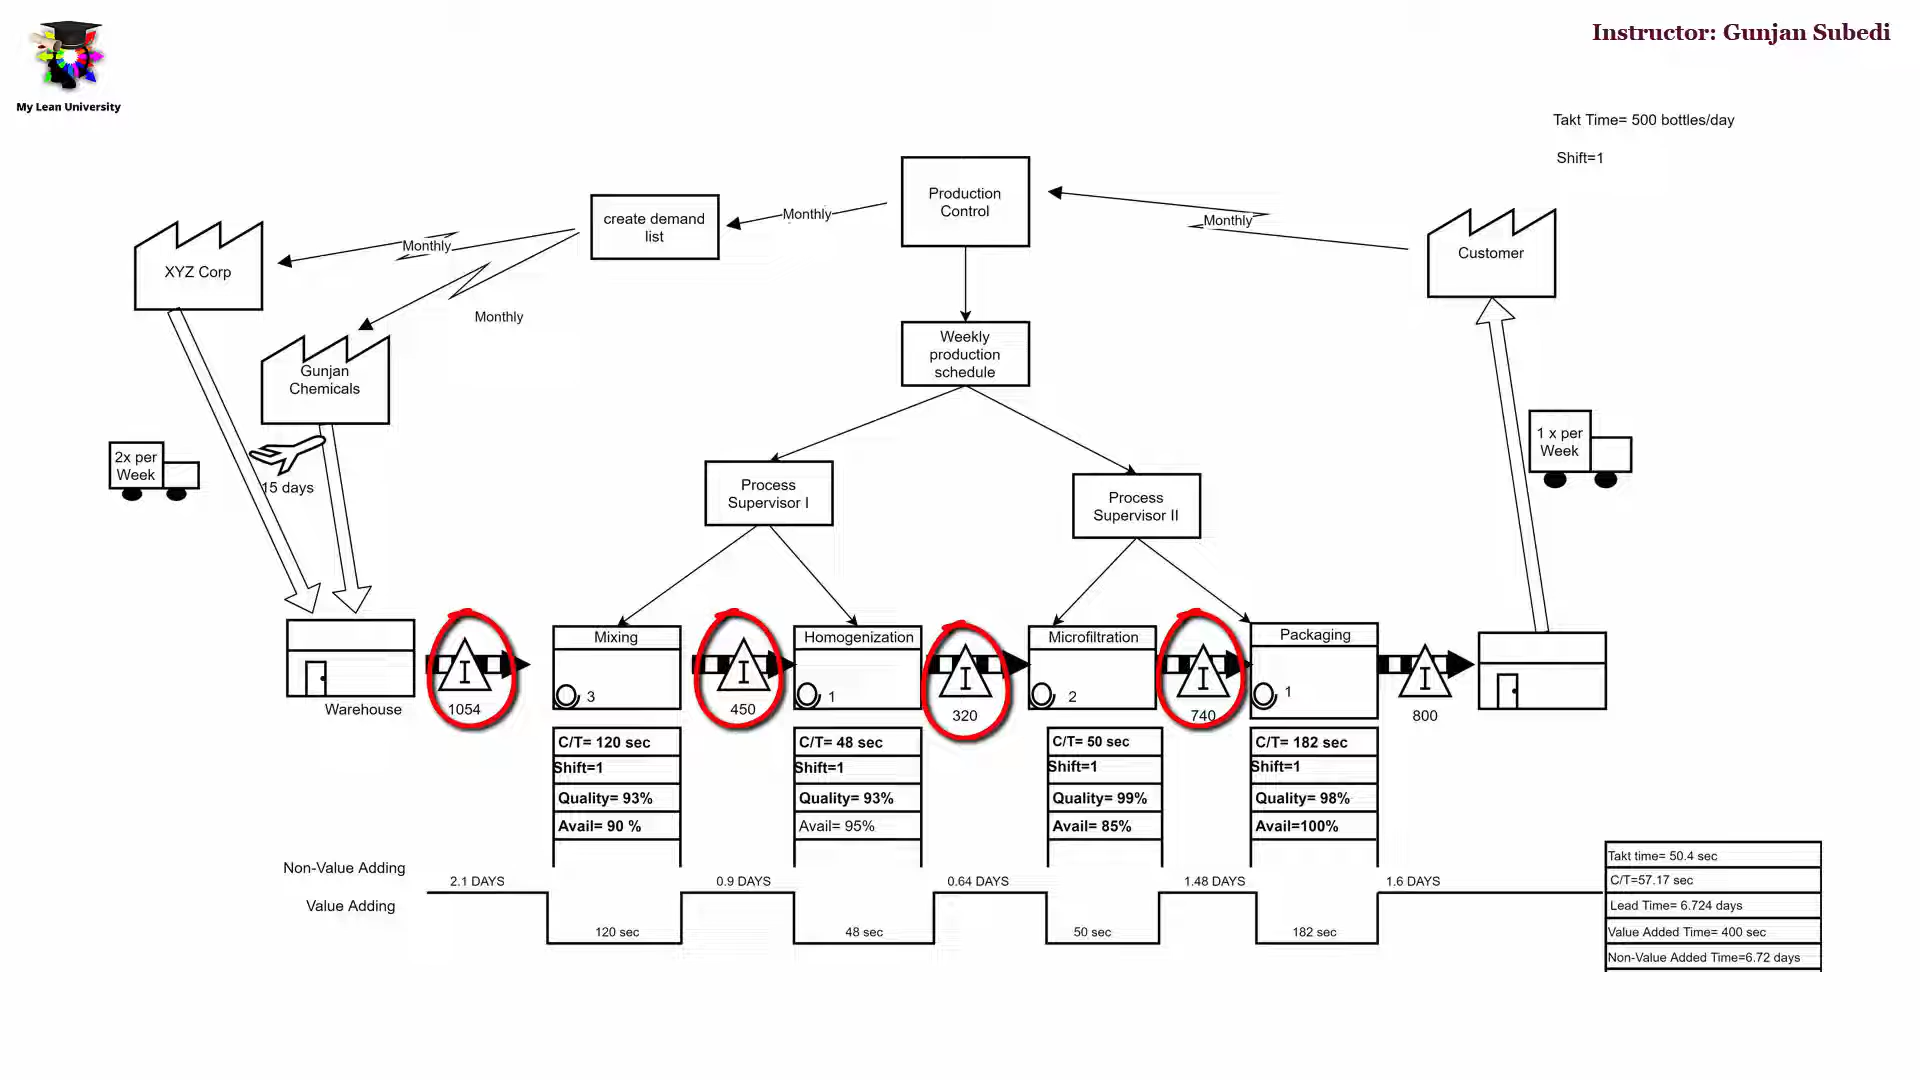 Instructor: Gunjan Subedi
My Lean University
Takt Time= 500 bottles/day
Shift=1
Production
Control
create demand
list
Monthly
Monthly
Monthly
Monthly
XYZ Corp
Customer
Gunjan
Chemicals
Weekly
production
schedule
2x per
Week
15 days
1 x per
Week
Process
Supervisor I
Process
Supervisor II
Warehouse
I
1054
Mixing
3
I
450
Homogenization
1
I
320
Microfiltration
2
I
740
Packaging
1
I
800
C/T= 120 sec
Shift=1
Quality= 93%
Avail= 90 %
C/T= 48 sec
Shift=1
Quality= 93%
Avail= 95%
C/T= 50 sec
Shift=1
Quality= 99%
Avail= 85%
C/T= 182 sec
Shift=1
Quality= 98%
Avail=100%
Non-Value Adding
Value Adding
2.1 DAYS
120 sec
0.9 DAYS
48 sec
0.64 DAYS
50 sec
1.48 DAYS
182 sec
1.6 DAYS
Takt time= 50.4 sec
C/T=57.17 sec
Lead Time= 6.724 days
Value Added Time= 400 sec
Non-Value Added Time=6.72 days